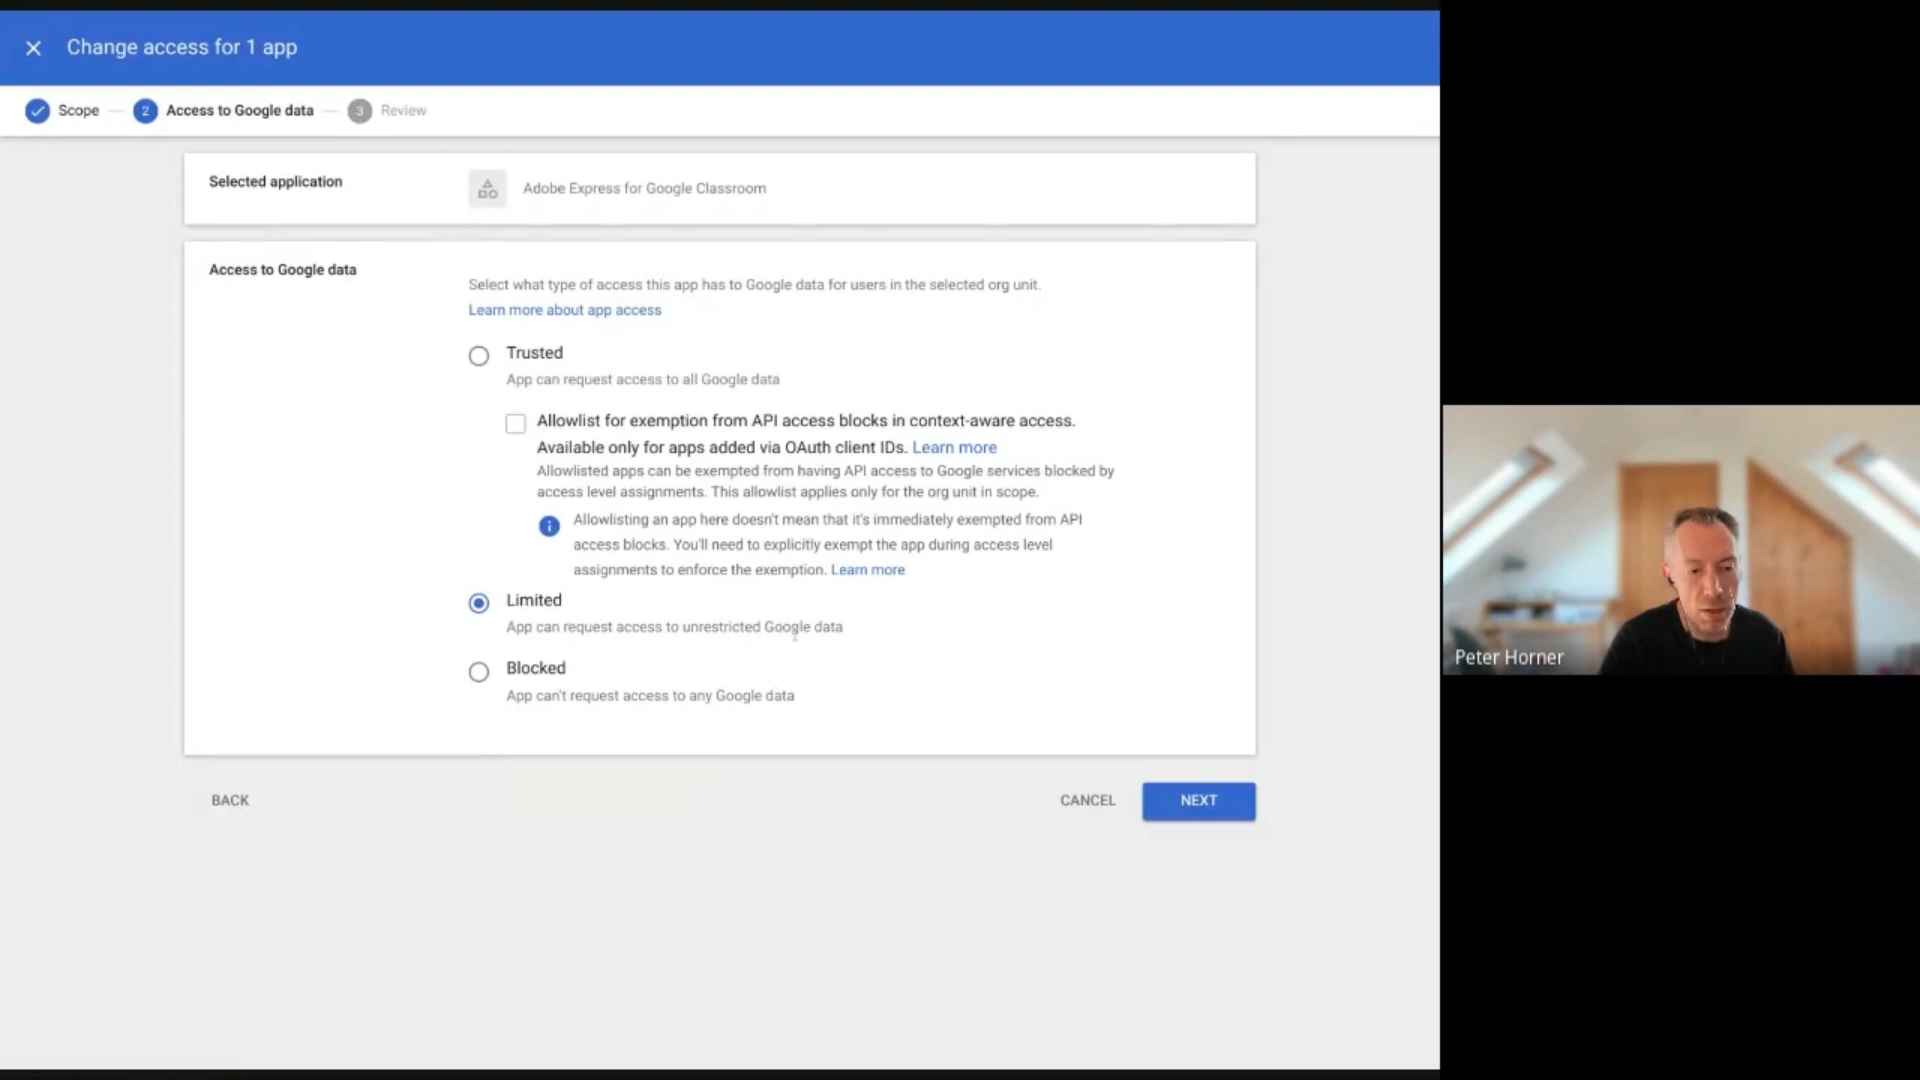 Change access for 1 app
Scope
2 Access to Google data
3 Review
Selected application
Adobe Express for Google Classroom
Access to Google data
Select what type of access this app has to Google data for users in the selected org unit.
Learn more about app access
Trusted
App can request access to all Google data
Allowlist for exemption from API access blocks in context-aware access.
Available only for apps added via OAuth client IDs. Learn more
Allowlisted apps can be exempted from having API access to Google services blocked by
access level assignments. This allowlist applies only for the org unit in scope.
Allowlisting an app here doesn't mean that it's immediately exempted from API
access blocks. You'll need to explicitly exempt the app during access level
assignments to enforce the exemption. Learn more
Limited
App can request access to unrestricted Google data
Blocked
App can't request access to any Google data
BACK
CANCEL
NEXT
Peter Horner